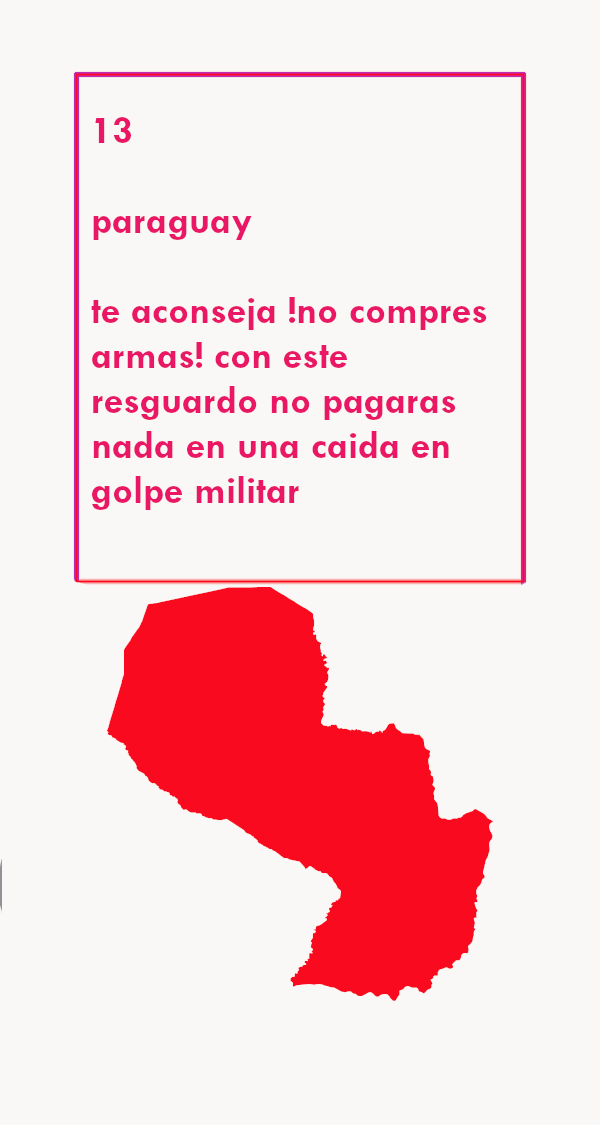 13
paraguay
te aconseja !no compres
armas! con este
resguardo no pagaras
nada en una caida en
golpe militar